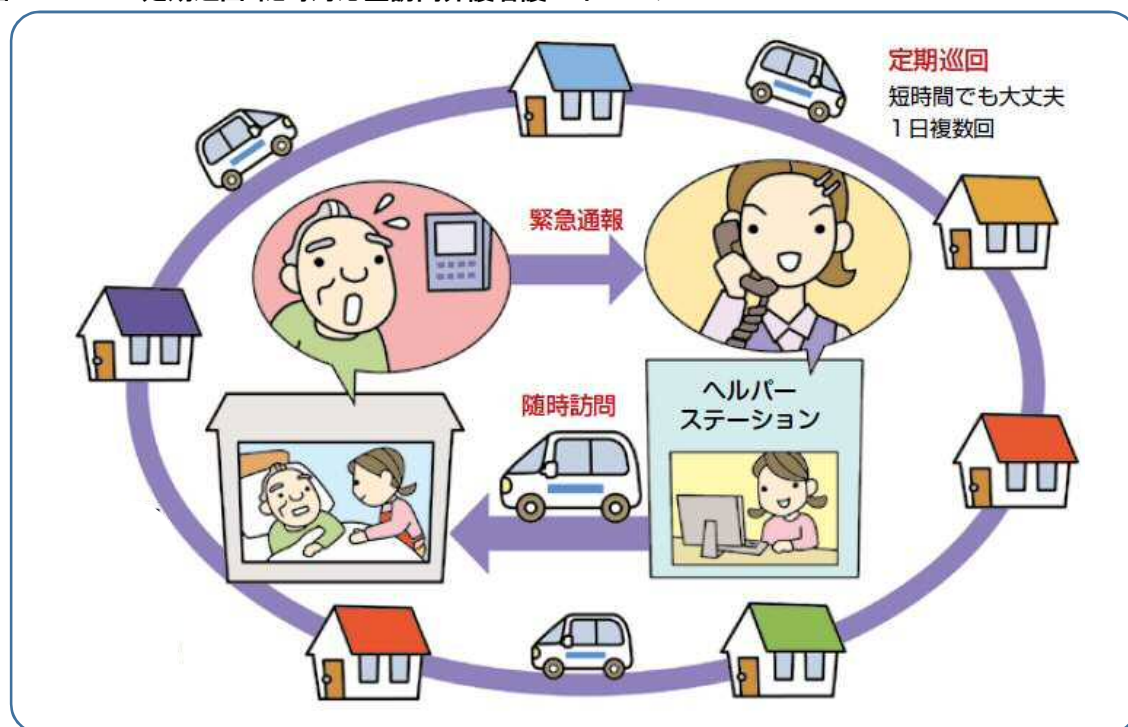 定期巡回
短時間でも大丈夫
1日複数回
緊急通報
随時訪問
ヘルパー
ステーション